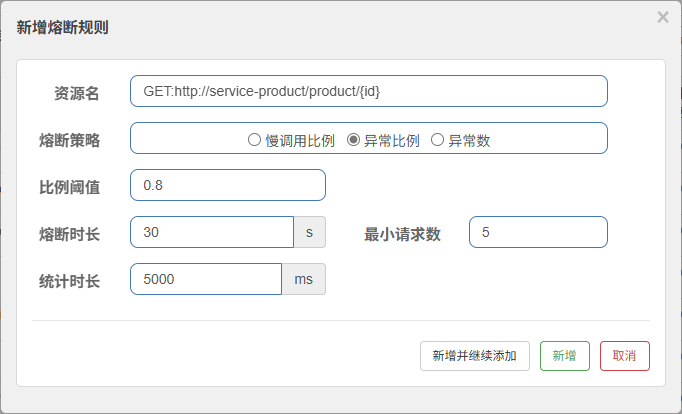 新增熔断规则
×
资源名 GET:http://service-product/product/{id}
熔断策略 慢调用比例 异常比例 异常数
比例阈值 0.8
熔断时长 30 s 最小请求数 5
统计时长 5000 ms
新增并继续添加 新增 取消